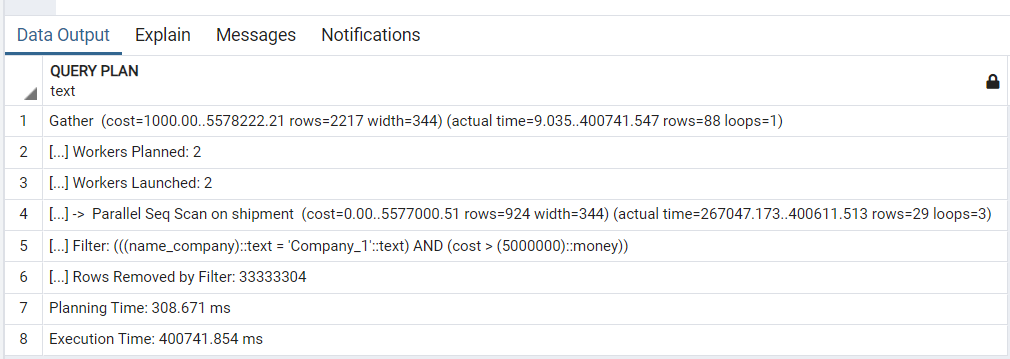 Data Output Explain Messages Notifications
QUERY PLAN
text
1 Gather (cost=1000.00..5578222.21 rows=2217 width=344) (actual time=9.035..400741.547 rows=88 loops=1)
2 [...] Workers Planned: 2
3 [...] Workers Launched: 2
4 [...] -> Parallel Seq Scan on shipment (cost=0.00..5577000.51 rows=924 width=344) (actual time=267047.173..400611.513 rows=29 loops=3)
5 [...] Filter: (((name_company)::text = 'Company_1'::text) AND (cost > (5000000)::money))
6 [...] Rows Removed by Filter: 33333304
7 Planning Time: 308.671 ms
8 Execution Time: 400741.854 ms